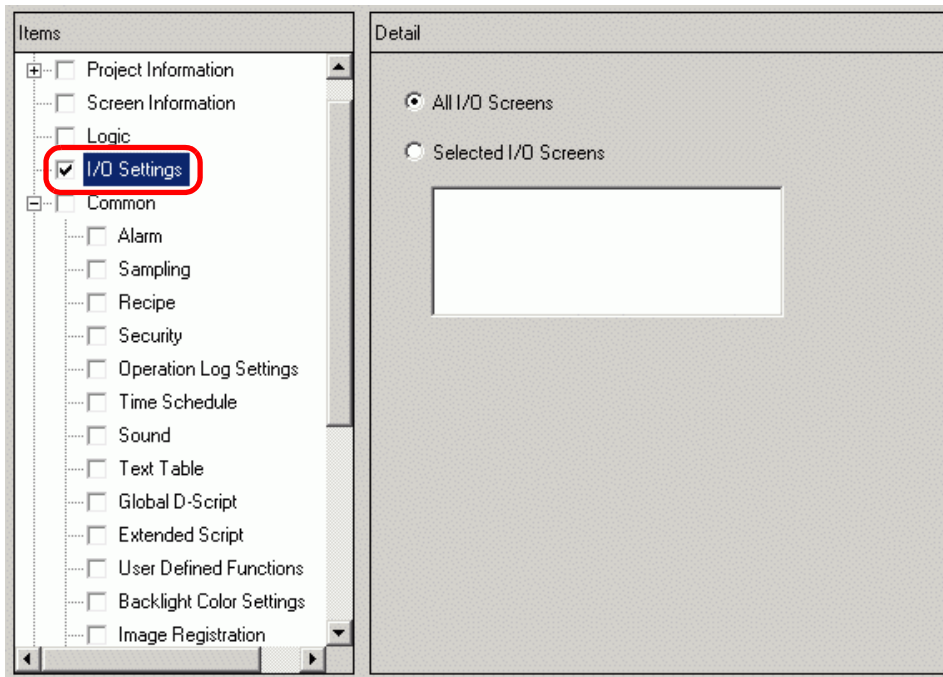 Items
Project Information
Screen Information
Logic
I/O Settings
Common
Alarm
Sampling
Recipe
Security
Operation Log Settings
Time Schedule
Sound
Text Table
Global D-Script
Extended Script
User Defined Functions
Backlight Color Settings
Image Registration
Detail
All I/O Screens
Selected I/O Screens